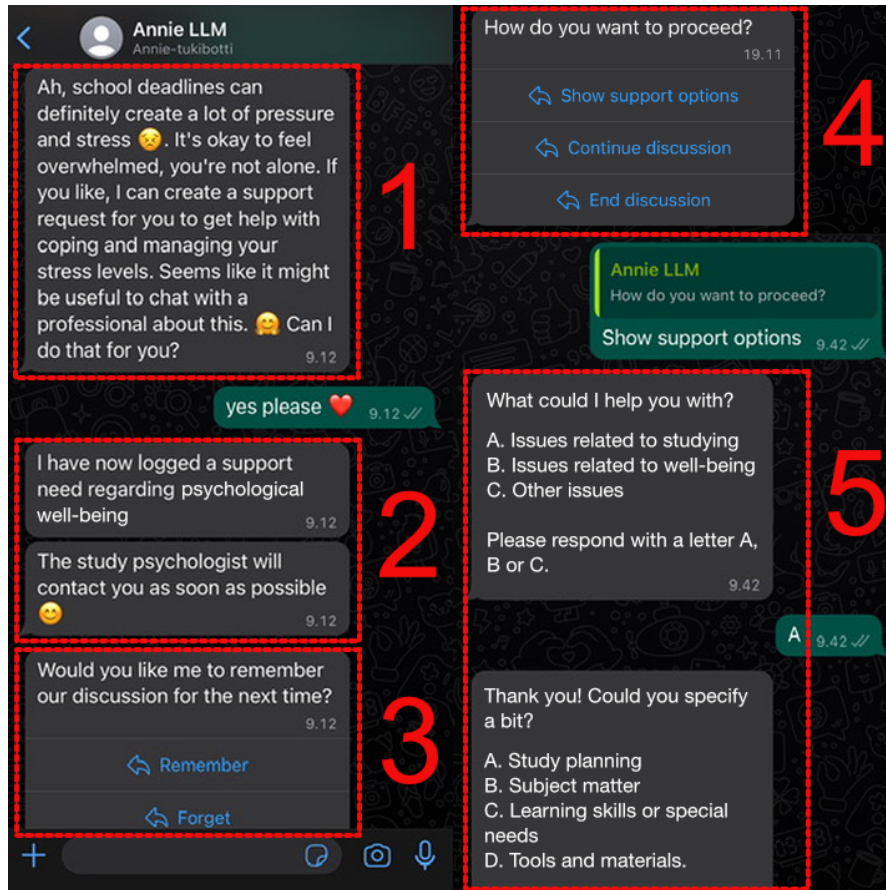 Annie LLM
Annie-tukibotti
Ah, school deadlines can
definitely create a lot of pressure
and stress 😣. It's okay to feel
overwhelmed, you're not alone. If
you like, I can create a support
request for you to get help with
coping and managing your
stress levels. Seems like it might
be useful to chat with a
professional about this. 🤗 Can I
do that for you?
9.12
1
yes please ❤️
9.12
I have now logged a support
need regarding psychological
well-being
9.12
The study psychologist will
contact you as soon as possible
😊
9.12
2
Would you like me to remember
our discussion for the next time?
9.12
Remember
Forget
3
How do you want to proceed?
19.11
Show support options
Continue discussion
End discussion
4
Annie LLM
How do you want to proceed?
Show support options
9.42
What could I help you with?
A. Issues related to studying
B. Issues related to well-being
C. Other issues
Please respond with a letter A,
B or C.
9.42
5
A
9.42
Thank you! Could you specify
a bit?
A. Study planning
B. Subject matter
C. Learning skills or special
needs
D. Tools and materials.